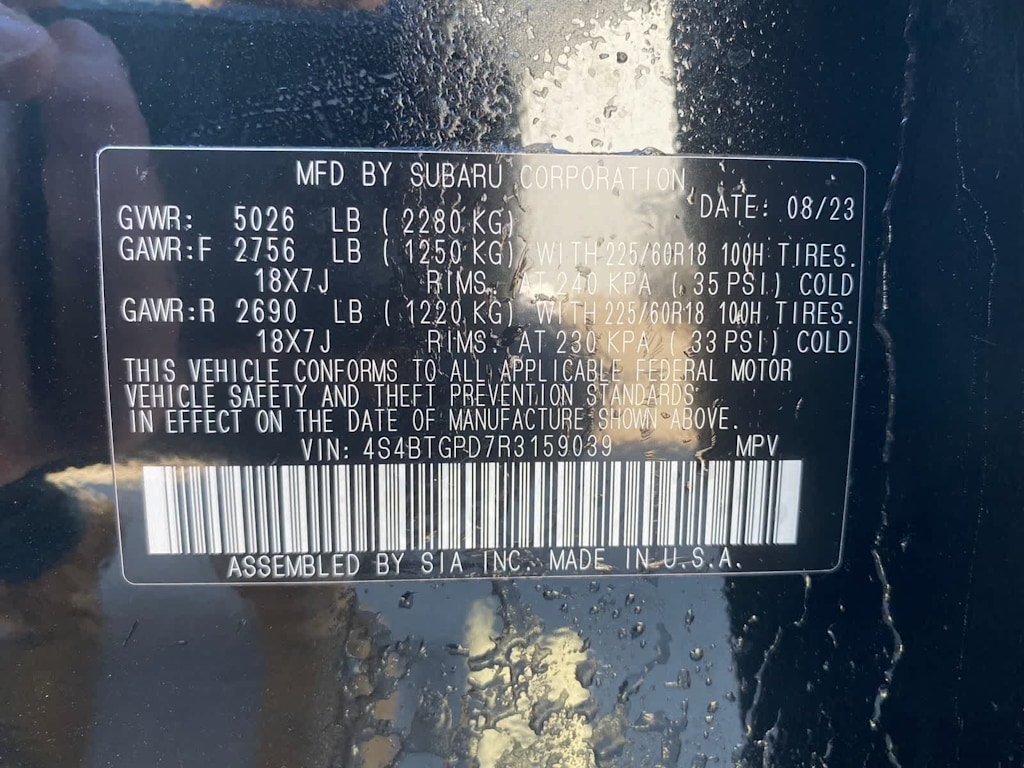 MFD BY SUBARU CORPORATION
DATE: 08/23
GVWR: 5026 LB (2280 KG)
GAWR:F 2756 LB (1250 KG) WITH 225/60R18 100H TIRES.
18X7J RIMS. AT 240 KPA (35 PSI) COLD
GAWR:R 2690 LB (1220 KG) WITH 225/60R18 100H TIRES.
18X7J RIMS. AT 230 KPA (33 PSI) COLD
THIS VEHICLE CONFORMS TO ALL APPLICABLE FEDERAL MOTOR
VEHICLE SAFETY AND THEFT PREVENTION STANDARDS
IN EFFECT ON THE DATE OF MANUFACTURE SHOWN ABOVE.
VIN: 4S4BTGPD7R3159039 MPV
ASSEMBLED BY SIA INC. MADE IN U.S.A.